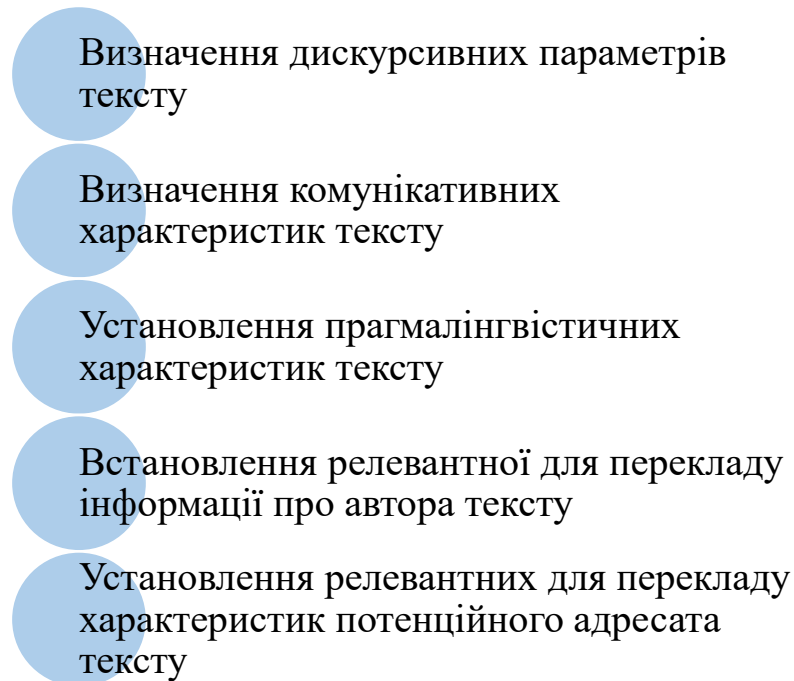 Визначення дискурсивних параметрів
тексту
Визначення комунікативних
характеристик тексту
Установлення прагмалінгвістичних
характеристик тексту
Встановлення релевантної для перекладу
інформації про автора тексту
Установлення релевантних для перекладу
характеристик потенційного адресата
тексту